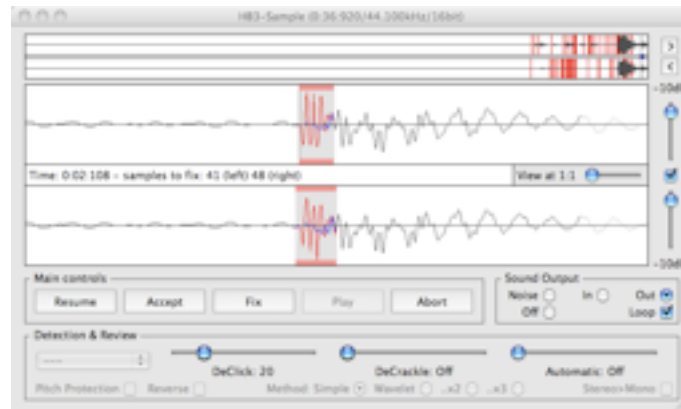 HB3-Sample (0:36:920/44.100kHz/16bit)
Time: 0:02:108 - samples to fix: 41 (left) 48 (right)
View at 1:1
Main controls
Resume Accept Fix Play Abort
Sound Output
Noise In Out
Off Loop
Detection & Review
----
DeClick: 20 DeCrackle: Off Automatic: Off
Pitch Protection Reverse Method: Simple Wavelet ..x2 ..x3 Stereo>Mono